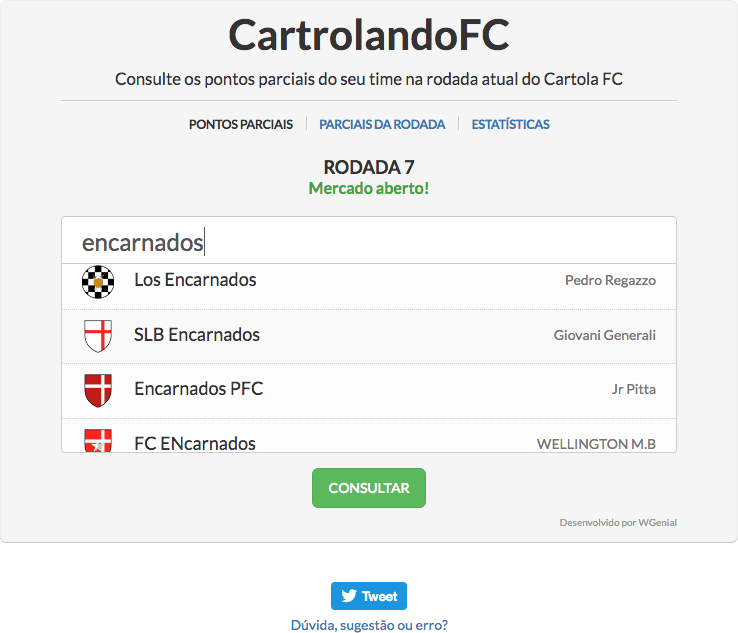 CartrolandoFC
Consulte os pontos parciais do seu time na rodada atual do Cartola FC
PONTOS PARCIAIS PARCIAIS DA RODADA ESTATÍSTICAS
RODADA 7
Mercado aberto!
encarnados
Los Encarnados Pedro Regazzo
SLB Encarnados Giovani Generali
Encarnados PFC Jr Pitta
FC ENcarnados WELLINGTON M.B
CONSULTAR
Desenvolvido por WGenial
Tweet
Dúvida, sugestão ou erro?